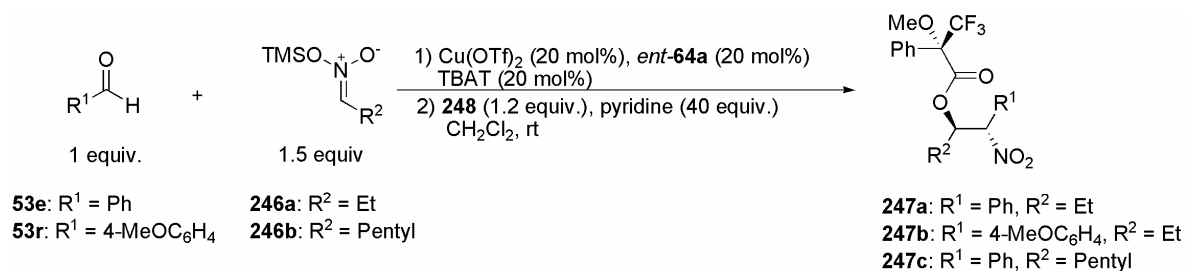 MeO CF3
Ph
O
O
R1
R2
NO2
O
R1 H
+
TMSO N+ O-
R2
1) Cu(OTf)2 (20 mol%), ent-64a (20 mol%)
TBAT (20 mol%)
2) 248 (1.2 equiv.), pyridine (40 equiv.)
CH2Cl2, rt
1 equiv.
1.5 equiv
53e: R1 = Ph
53r: R1 = 4-MeOC6H4
246a: R2 = Et
246b: R2 = Pentyl
247a: R1 = Ph, R2 = Et
247b: R1 = 4-MeOC6H4, R2 = Et
247c: R1 = Ph, R2 = Pentyl